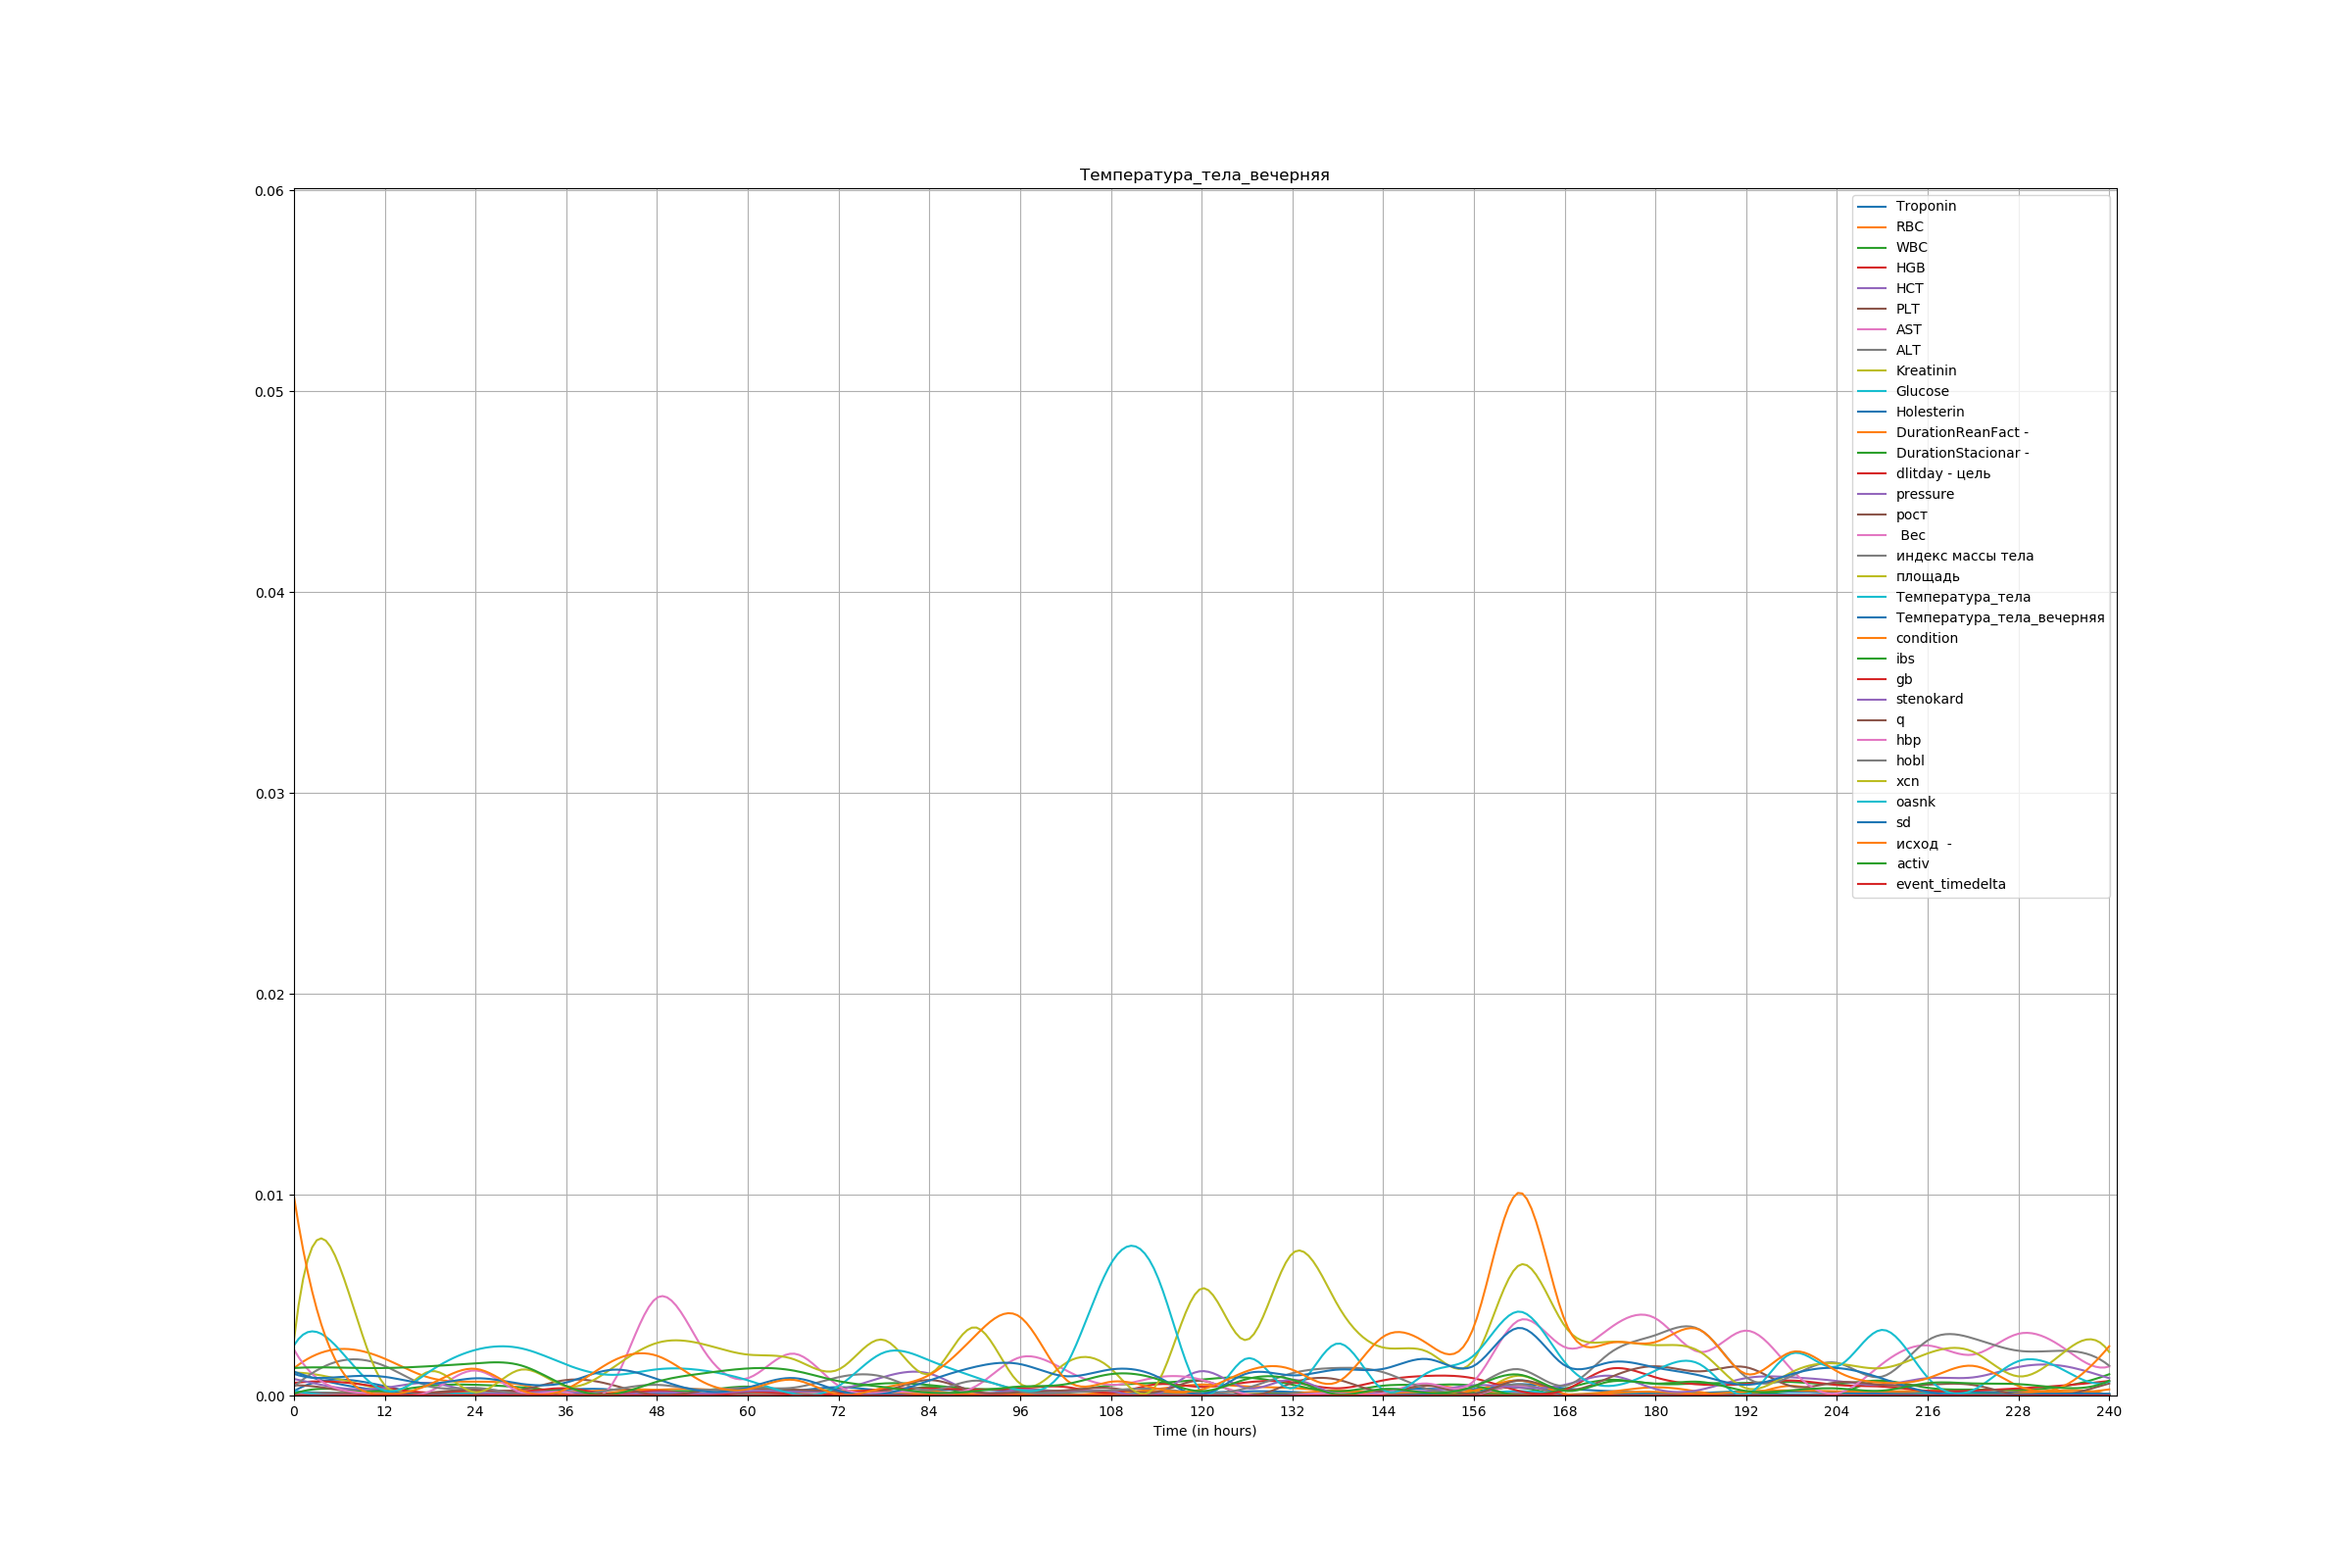 Температура_тела_вечерняя
0.06
0.05
0.04
0.03
0.02
0.01
0.00
Troponin
RBC
WBC
HGB
HCT
PLT
AST
ALT
Kreatinin
Glucose
Holesterin
DurationReanFact -
DurationStacionar -
dlitday - цель
pressure
рост
Вес
индекс массы тела
площадь
Температура_тела
Температура_тела_вечерняя
condition
ibs
gb
stenokard
q
hbp
hobl
xcn
oasnk
sd
исход  -
activ
event_timedelta
0 12 24 36 48 60 72 84 96 108 120 132 144 156 168 180 192 204 216 228 240
Time (in hours)